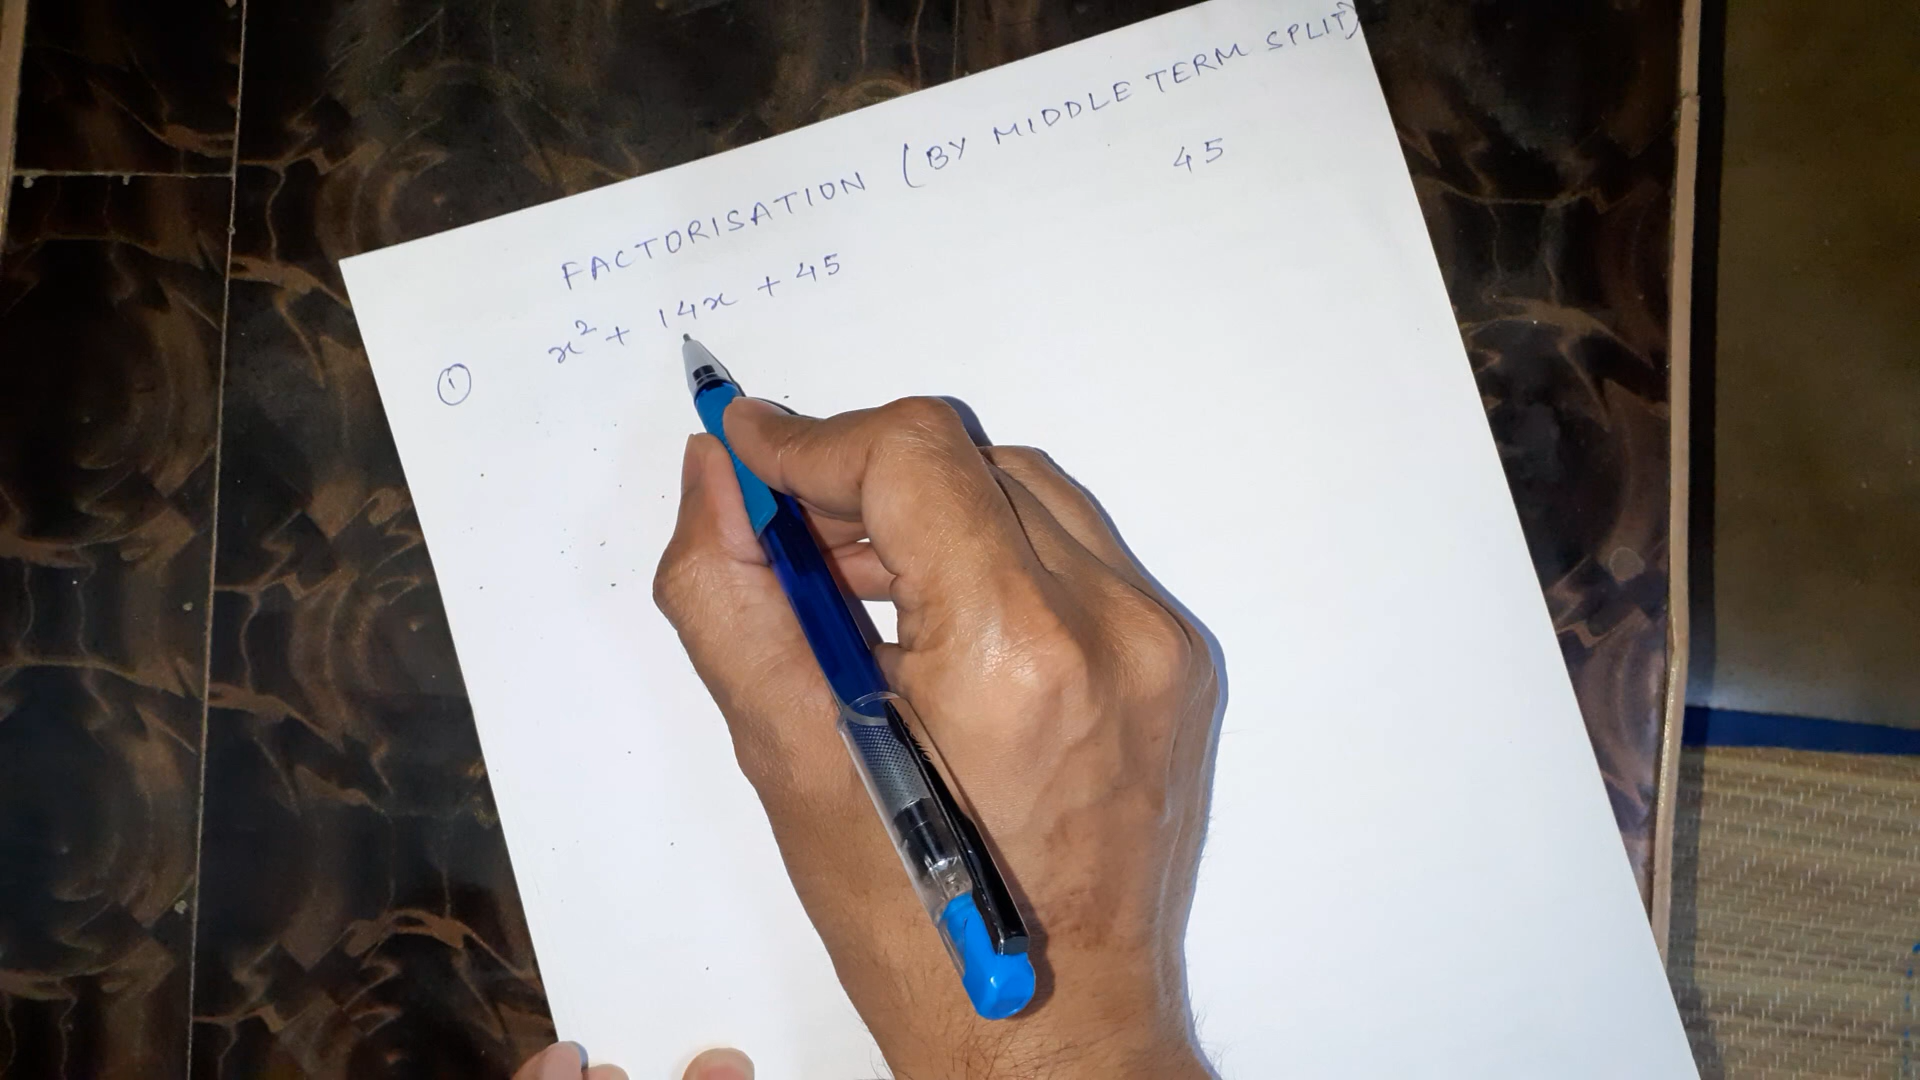 FACTORISATION (BY MIDDLE TERM SPLIT)
45
① x² + 14x + 45